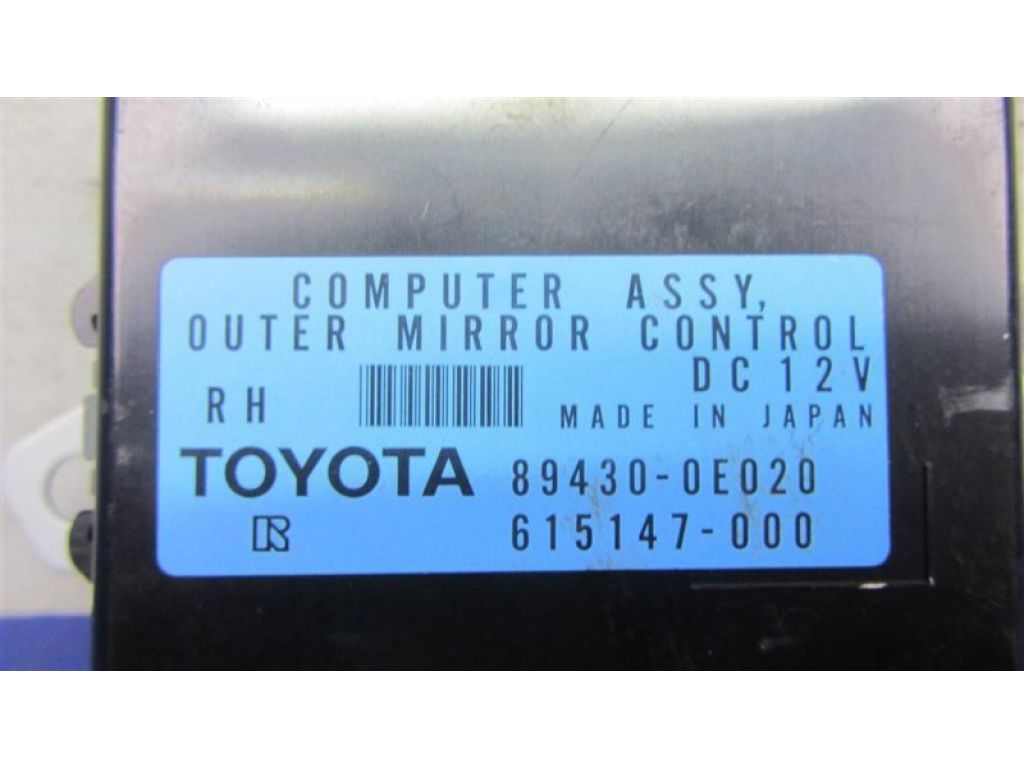 COMPUTER ASSY,
OUTER MIRROR CONTROL
DC 12V
RH
MADE IN JAPAN
TOYOTA 89430-0E020
615147-000